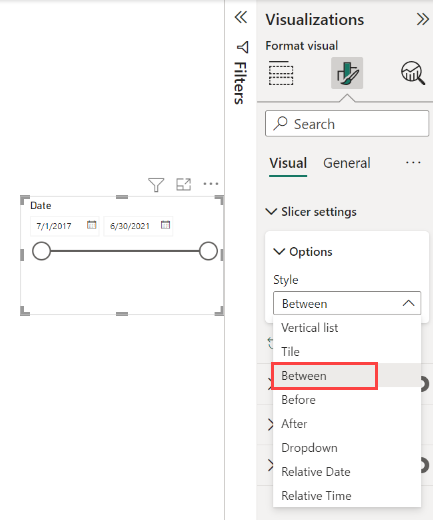 Visualizations
Format visual
Filters
Search
Visual General
Slicer settings
Date
7/1/2017 6/30/2021
Options
Style
Between
Vertical list
Tile
Between
Before
After
Dropdown
Relative Date
Relative Time